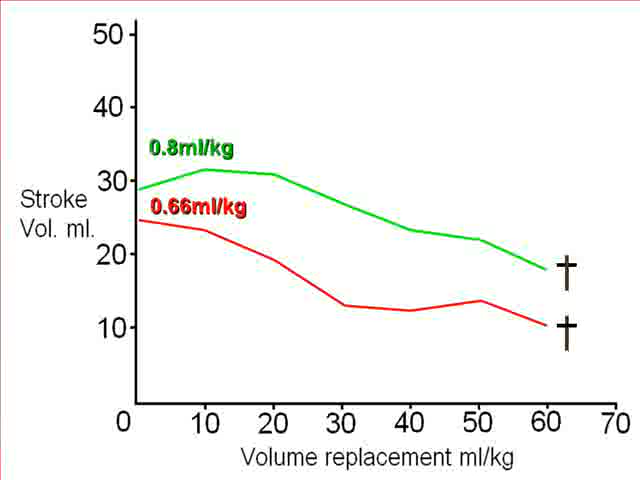 50
40
0.8ml/kg
30
Stroke
Vol. ml.
0.66ml/kg
20
10
0 10 20 30 40 50 60 70
Volume replacement ml/kg